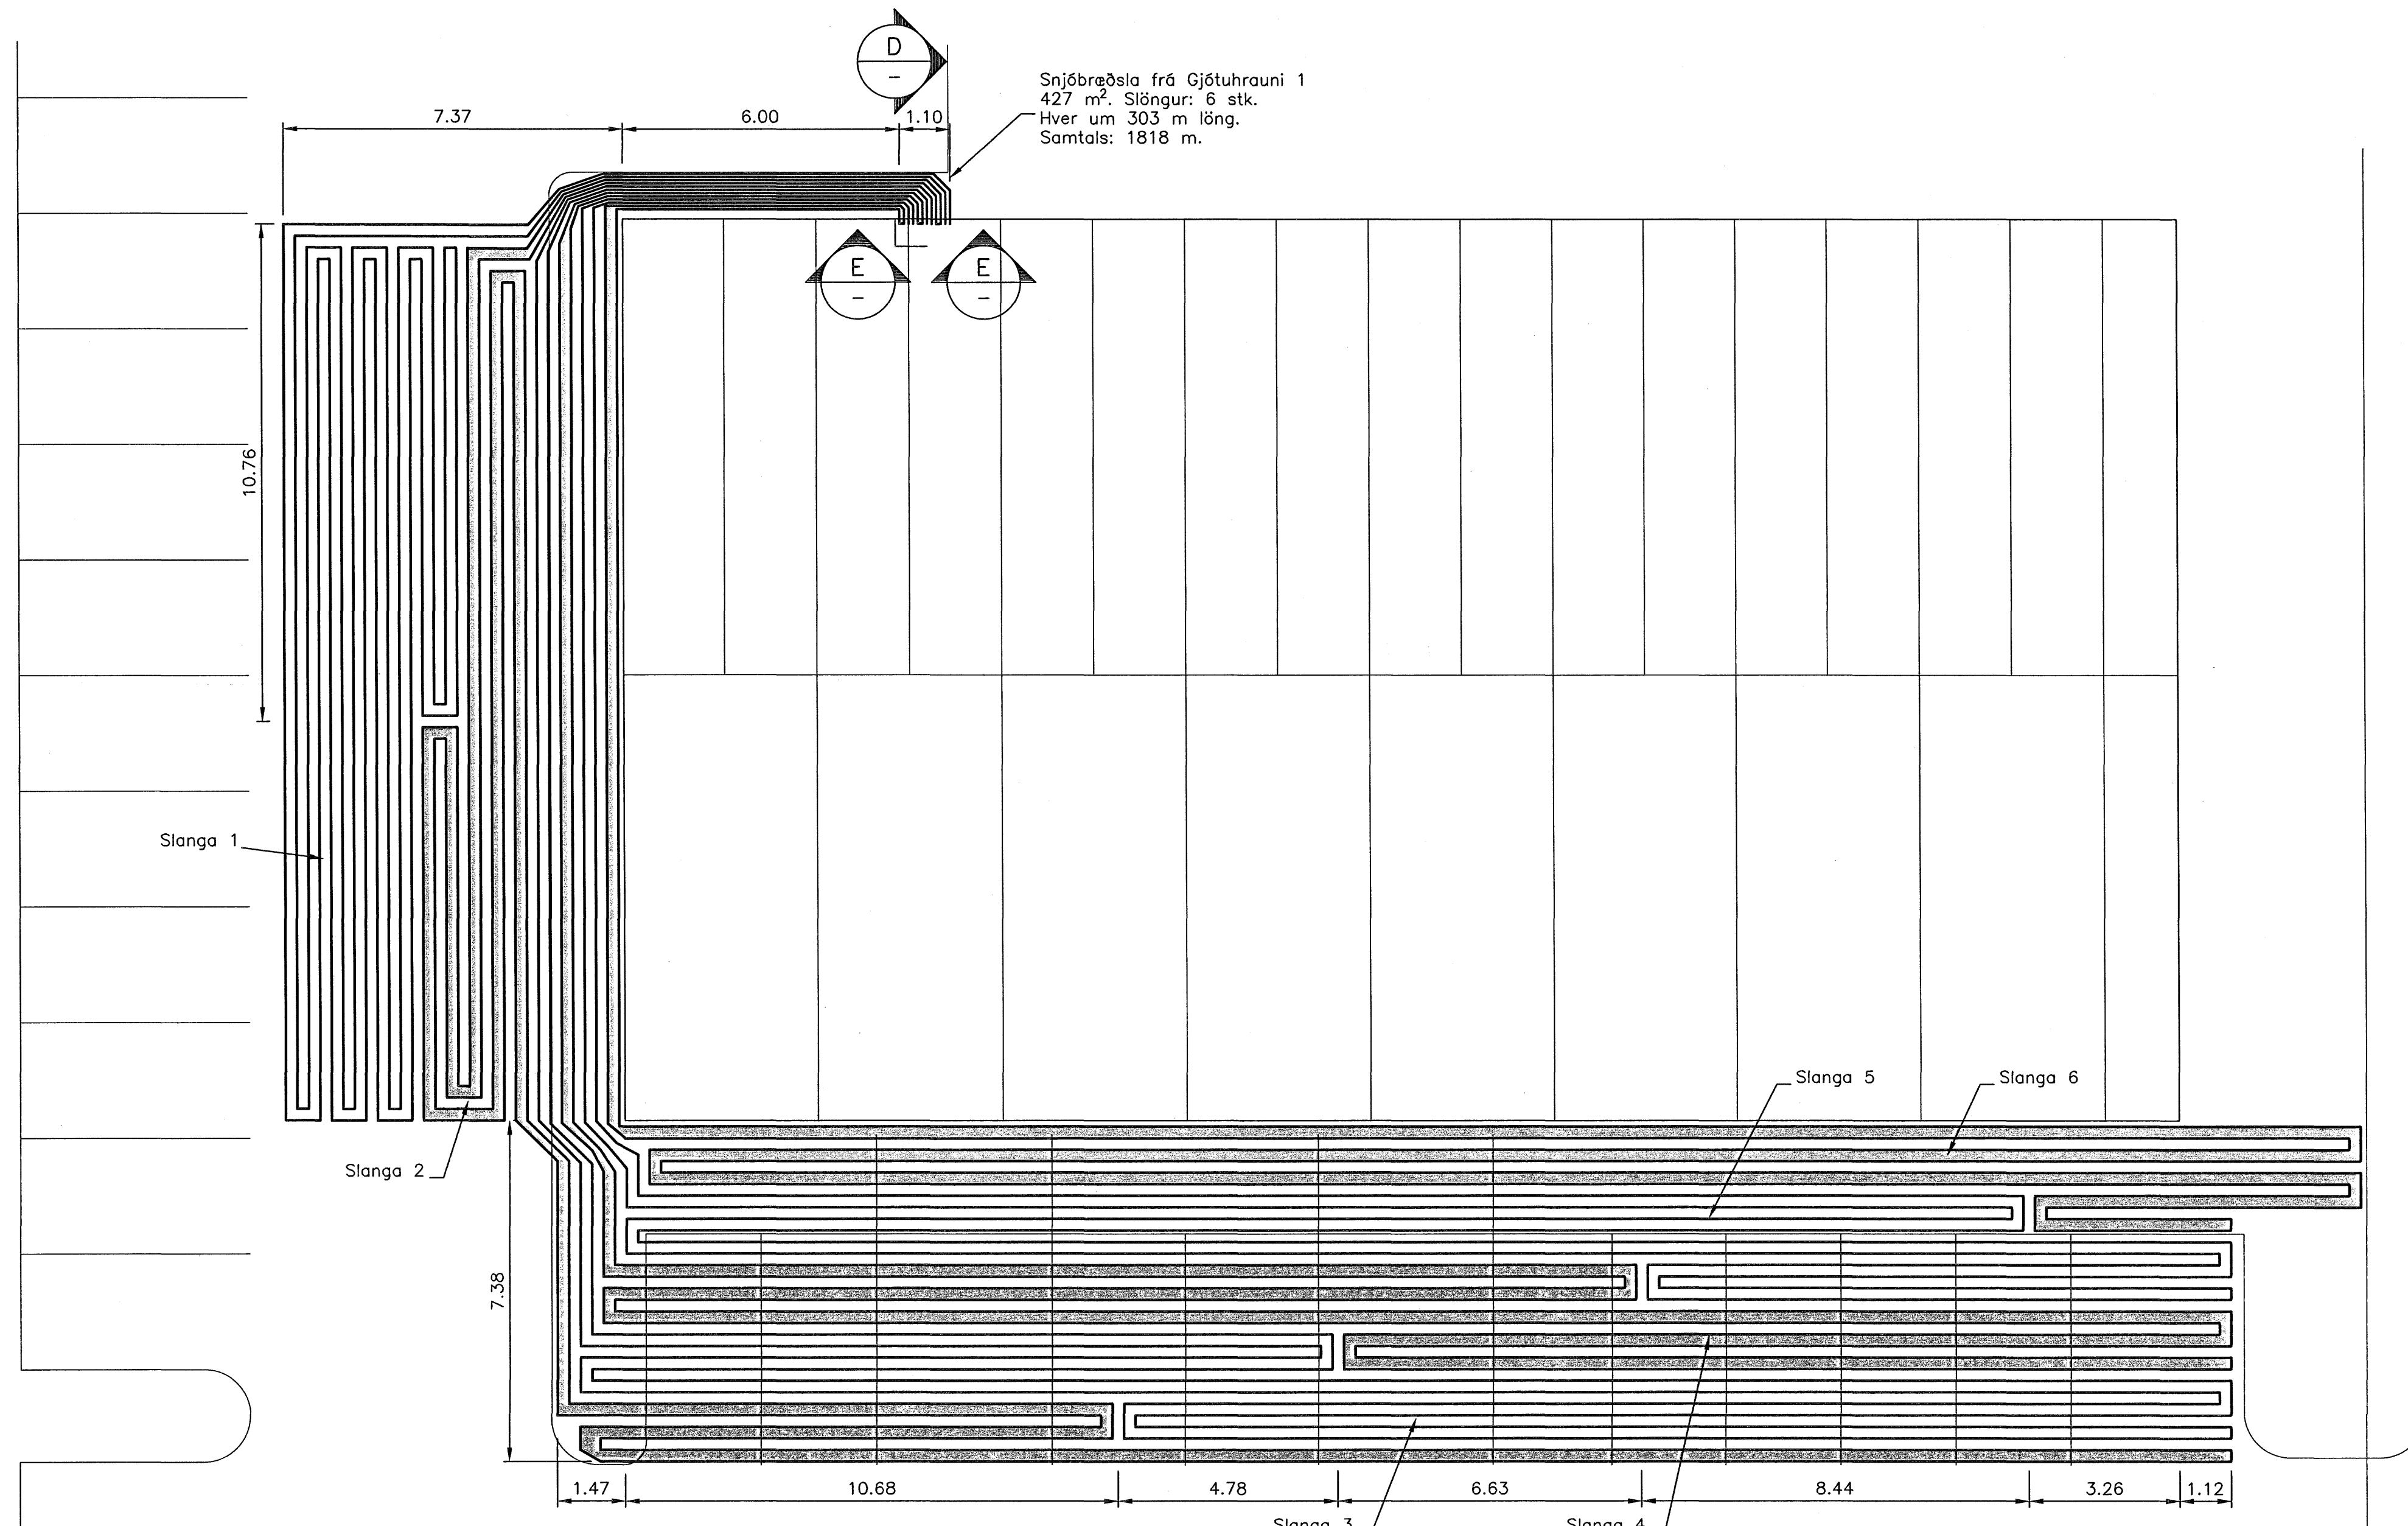 D
–
Snjóbræðsla frá Gjótuhrauni 1
427 m². Slöngur: 6 stk.
Hver um 303 m löng.
Samtals: 1818 m.
7.37
6.00
1.10
E
–
E
–
10.76
Slanga 1
Slanga 2
Slanga 5
Slanga 6
7.38
1.47
10.68
4.78
6.63
8.44
3.26
1.12
Slanga 3
Slanga 4